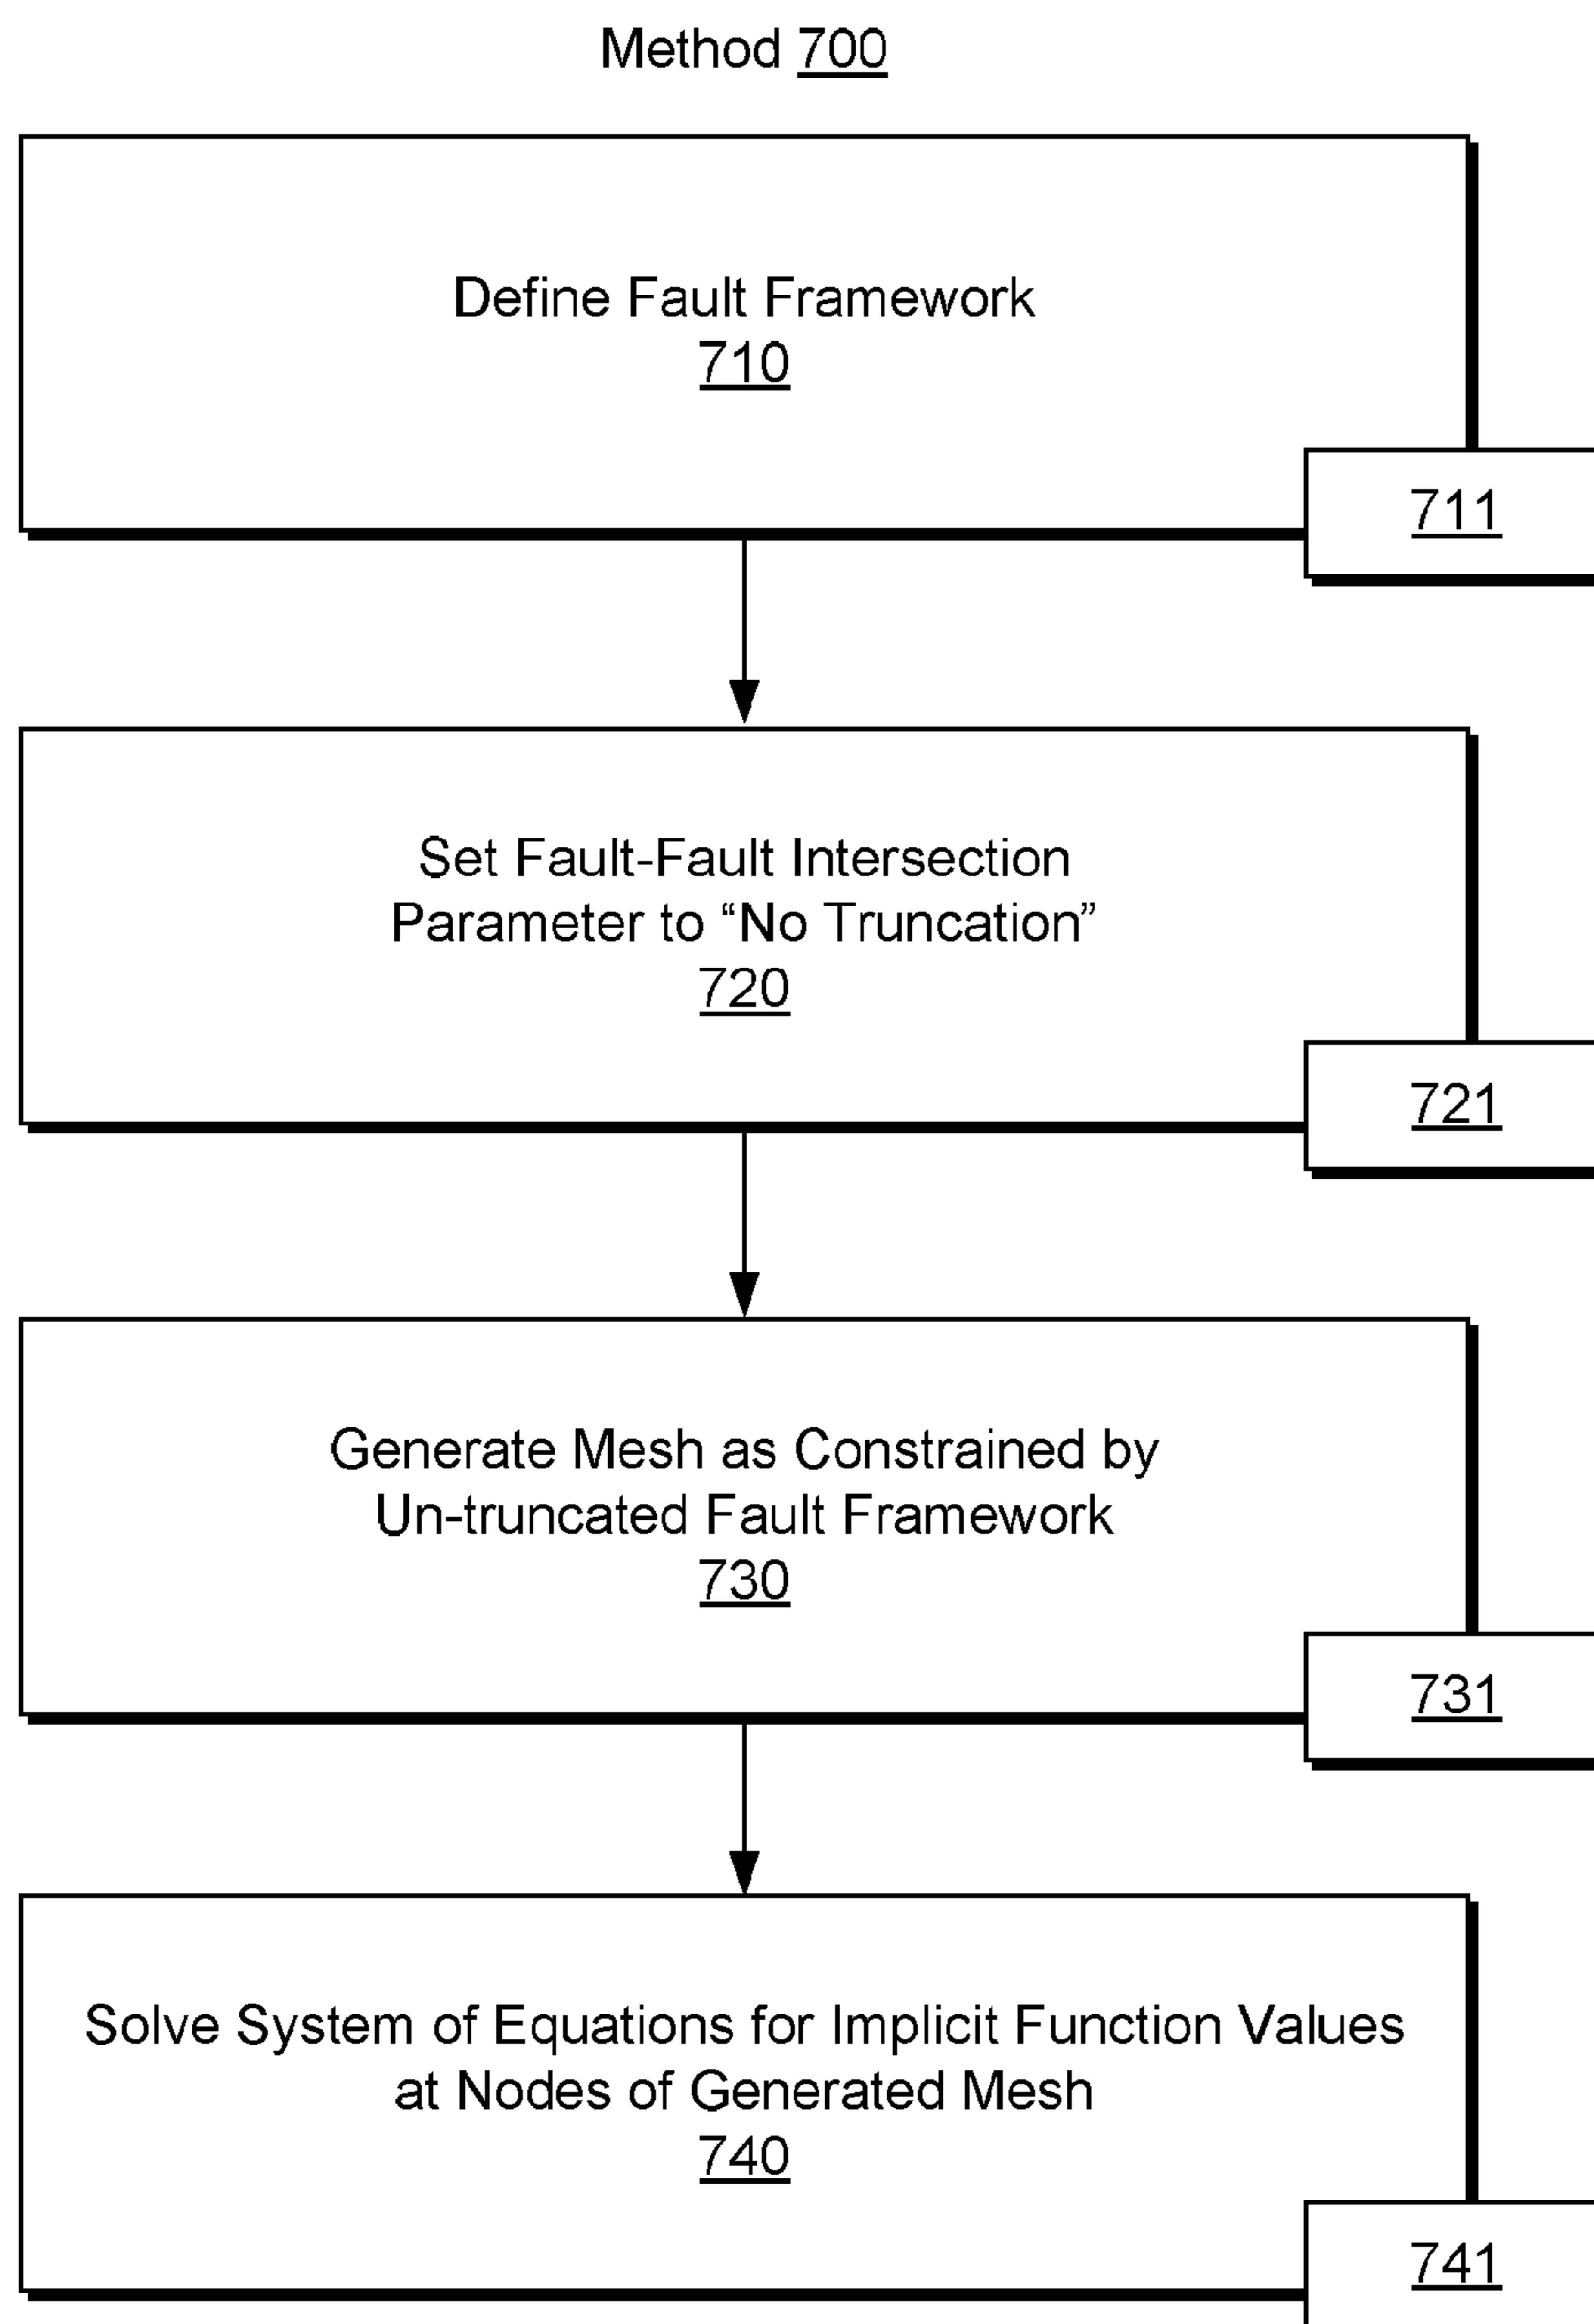 Method 700
Define Fault Framework
710
711
Set Fault-Fault Intersection
Parameter to “No Truncation”
720
721
Generate Mesh as Constrained by
Un-truncated Fault Framework
730
731
Solve System of Equations for Implicit Function Values
at Nodes of Generated Mesh
740
741